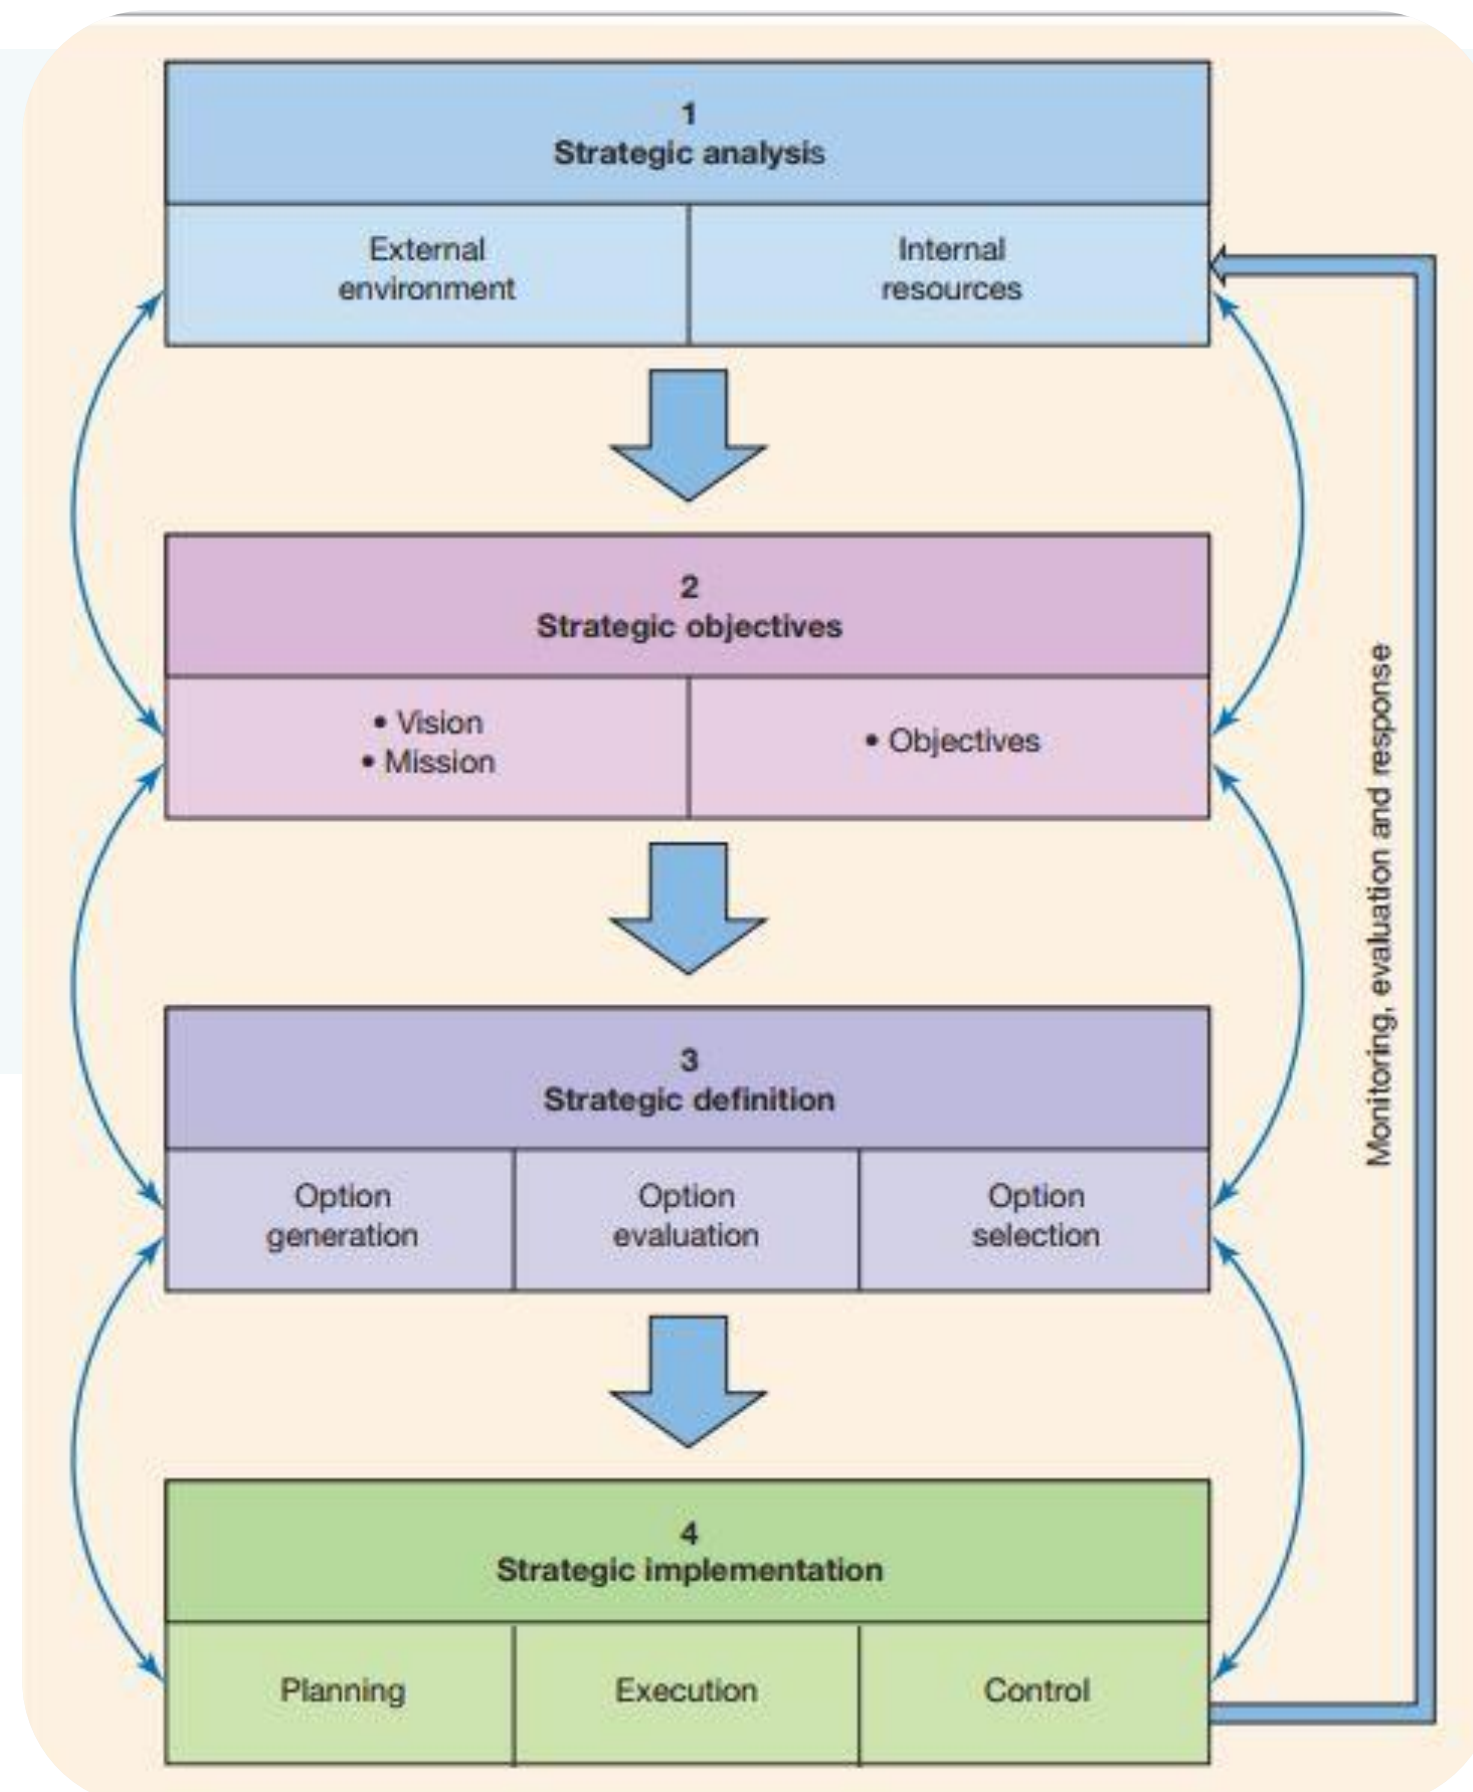 1
Strategic analysis
External
environment
Internal
resources
2
Strategic objectives
• Vision
• Mission
• Objectives
3
Strategic definition
Option
generation
Option
evaluation
Option
selection
4
Strategic implementation
Planning
Execution
Control
Monitoring, evaluation and response